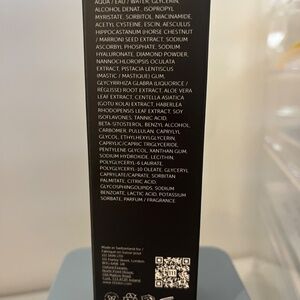 AQUA / EAU / WATER, GLYCERIN,
ALCOHOL DENAT., ISOPROPYL
MYRISTATE, SORBITOL, NIACINAMIDE,
ACETYL CYSTEINE, ESCIN, AESCULUS
HIPPOCASTANUM (HORSE CHESTNUT
/ MARRON) SEED EXTRACT, SODIUM
ASCORBYL PHOSPHATE, SODIUM
HYALURONATE, DIAMOND POWDER,
NANNOCHLOROPSIS OCULATA
EXTRACT, PISTACIA LENTISCUS
(MASTIC / MASTIQUE) GUM,
GLYCYRRHIZA GLABRA (LIQUORICE /
RÉGLISSE) ROOT EXTRACT, ALOE VERA
LEAF EXTRACT, CENTELLA ASIATICA
(GOTU KOLA) EXTRACT, HABERLEA
RHODOPENSIS LEAF EXTRACT, SOY
ISOFLAVONES, TANNIC ACID,
BETA-SITOSTEROL, BENZYL ALCOHOL,
CARBOMER, PULLULAN, CAPRYLYL
GLYCOL, ETHYLHEXYLGLYCERIN,
CAPRYLIC/CAPRIC TRIGLYCERIDE,
PENTYLENE GLYCOL, XANTHAN GUM,
SODIUM HYDROXIDE, LECITHIN,
POLYGLYCERYL-6 LAURATE,
POLYGLYCERYL-10 OLEATE, GLYCERYL
CAPRYLATE/CAPRATE, SORBITAN
PALMITATE, CITRIC ACID,
GLYCOSPHINGOLIPIDS, SODIUM
BENZOATE, LACTIC ACID, POTASSIUM
SORBATE, PARFUM / FRAGRANCE
Made in Switzerland for /
Fabriqué en Suisse pour